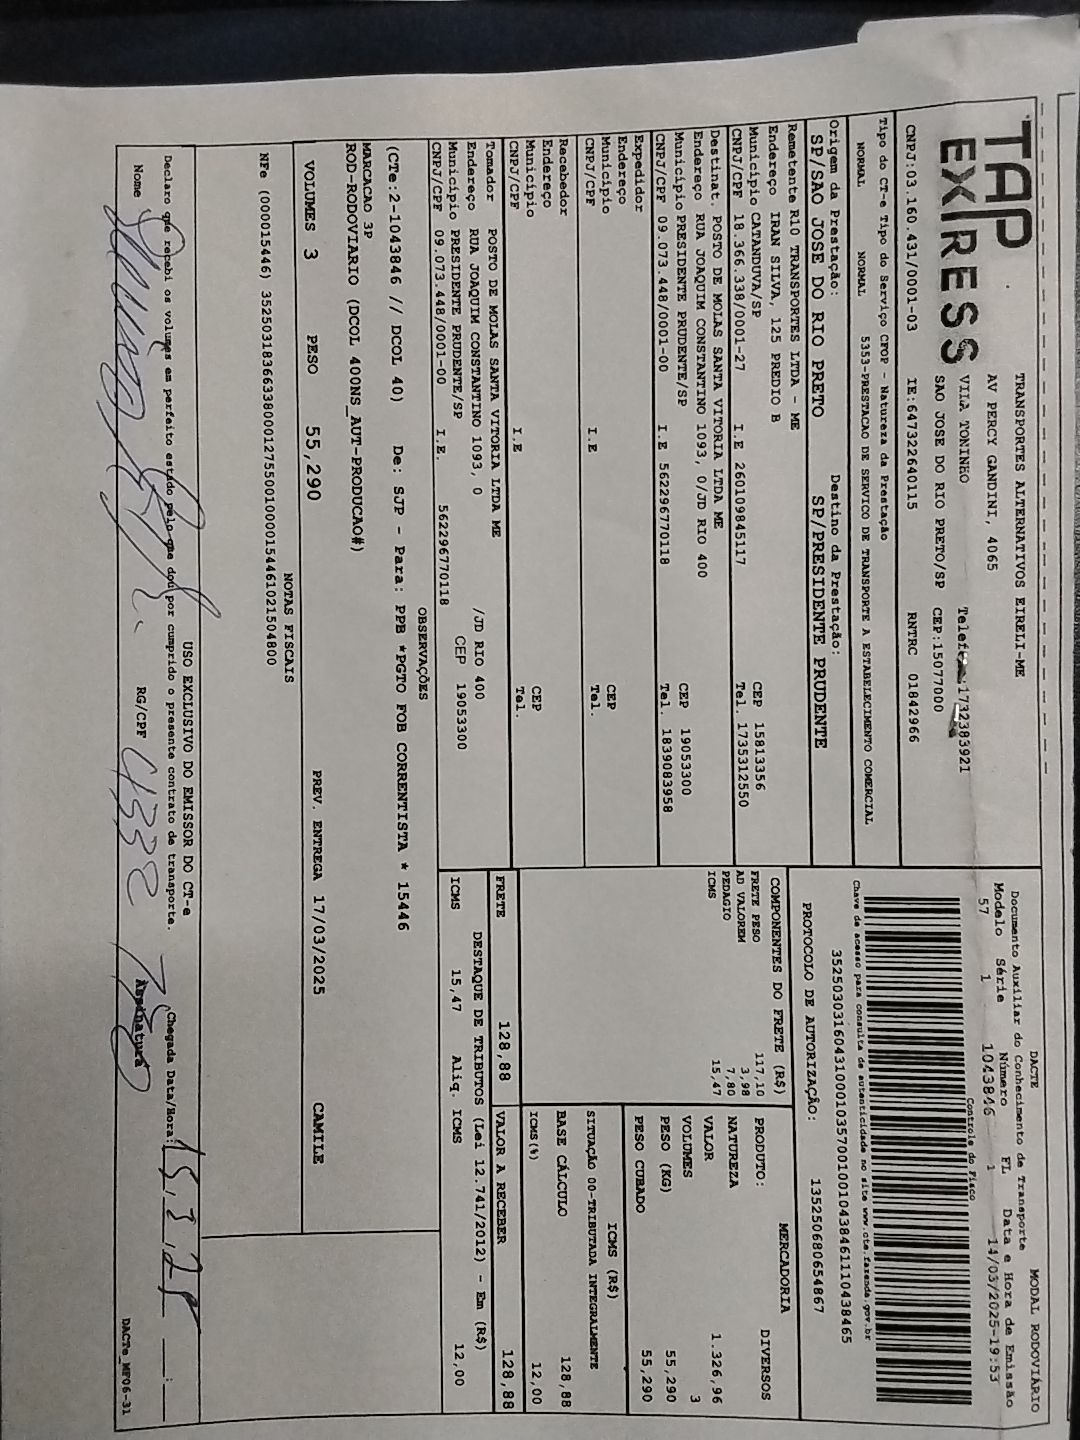 TAP
EXPRESS
TRANSPORTES ALTERNATIVOS EIRELI-ME
AV PERCY GANDINI, 4065
VILA TONINHO Telef :1732383921
SAO JOSE DO RIO PRETO/SP CEP:15077000
CNPJ:03.160.431/0001-03 IE:647322640115 RNTRC 01842966
Tipo do CT-e Tipo do Serviço CFOP - Natureza da Prestação
NORMAL NORMAL 5353-PRESTACAO DE SERVICO DE TRANSPORTE A ESTABELECIMENTO COMERCIAL
Origem da Prestação: Destino da Prestação:
SP/SAO JOSE DO RIO PRETO SP/PRESIDENTE PRUDENTE
Remetente R10 TRANSPORTES LTDA - ME
Endereço IRAN SILVA, 125 PREDIO B
Município CATANDUVA/SP CEP 15813356
CNPJ/CPF 18.366.338/0001-27 I.E 260109845117 Tel. 1735312550
Destinat. POSTO DE MOLAS SANTA VITORIA LTDA ME
Endereço RUA JOAQUIM CONSTANTINO 1093, 0/JD RIO 400
Município PRESIDENTE PRUDENTE/SP CEP 19053300
CNPJ/CPF 09.073.448/0001-00 I.E 562296770118 Tel. 1839083958
Expedidor
Endereço
Município CEP
CNPJ/CPF I.E Tel.
Recebedor
Endereço
Município CEP
CNPJ/CPF I.E Tel.
Tomador POSTO DE MOLAS SANTA VITORIA LTDA ME
Endereço RUA JOAQUIM CONSTANTINO 1093, 0 /JD RIO 400
Município PRESIDENTE PRUDENTE/SP CEP 19053300
CNPJ/CPF 09.073.448/0001-00 I.E. 562296770118
DACTE MODAL RODOVIÁRIO
Documento Auxiliar do Conhecimento de Transporte
Modelo Série Número FL Data e Hora de Emissão
57 1 1043846 1 14/03/2025-19:53
Controle do Fisco
Chave de acesso para consulta de autenticidade no site www.cte.fazenda.gov.br
35250303160431000103570010010438461110438465
PROTOCOLO DE AUTORIZAÇÃO: 135250680654867
COMPONENTES DO FRETE (R$)
FRETE PESO 117,10
AD VALOREM 3,98
PEDAGIO 7,80
ICMS 15,47
MERCADORIA
PRODUTO: DIVERSOS
NATUREZA
VALOR 1.326,96
VOLUMES 3
PESO (KG) 55,290
PESO CUBADO 55,290
ICMS (R$)
SITUAÇÃO 00-TRIBUTADA INTEGRALMENTE
BASE CÁLCULO 128,88
ICMS(%) 12,00
FRETE 128,88 VALOR A RECEBER 128,88
DESTAQUE DE TRIBUTOS (Lei 12.741/2012) - Em (R$)
ICMS 15,47 Aliq. ICMS 12,00
OBSERVAÇÕES
(CTe:2-1043846 // DCOL 40) De: SJP - Para: PPB *PGTO FOB CORRENTISTA * 15446
MARCACAO 3P
ROD-RODOVIARIO (DCOL 400NS_AUT-PRODUCAO#)
VOLUMES 3 PESO 55,290 PREV. ENTREGA 17/03/2025 CAMILE
NOTAS FISCAIS
NFe (000015446) 35250318366338000127550010000154461021504800
USO EXCLUSIVO DO EMISSOR DO CT-e
Declaro que recebi os volumes em perfeito estado pelo que dou por cumprido o presente contrato de transporte. Chegada Data/Hora: 15.3.25 __:__
Nome RG/CPF Assinatura
DACTe_MF06-31